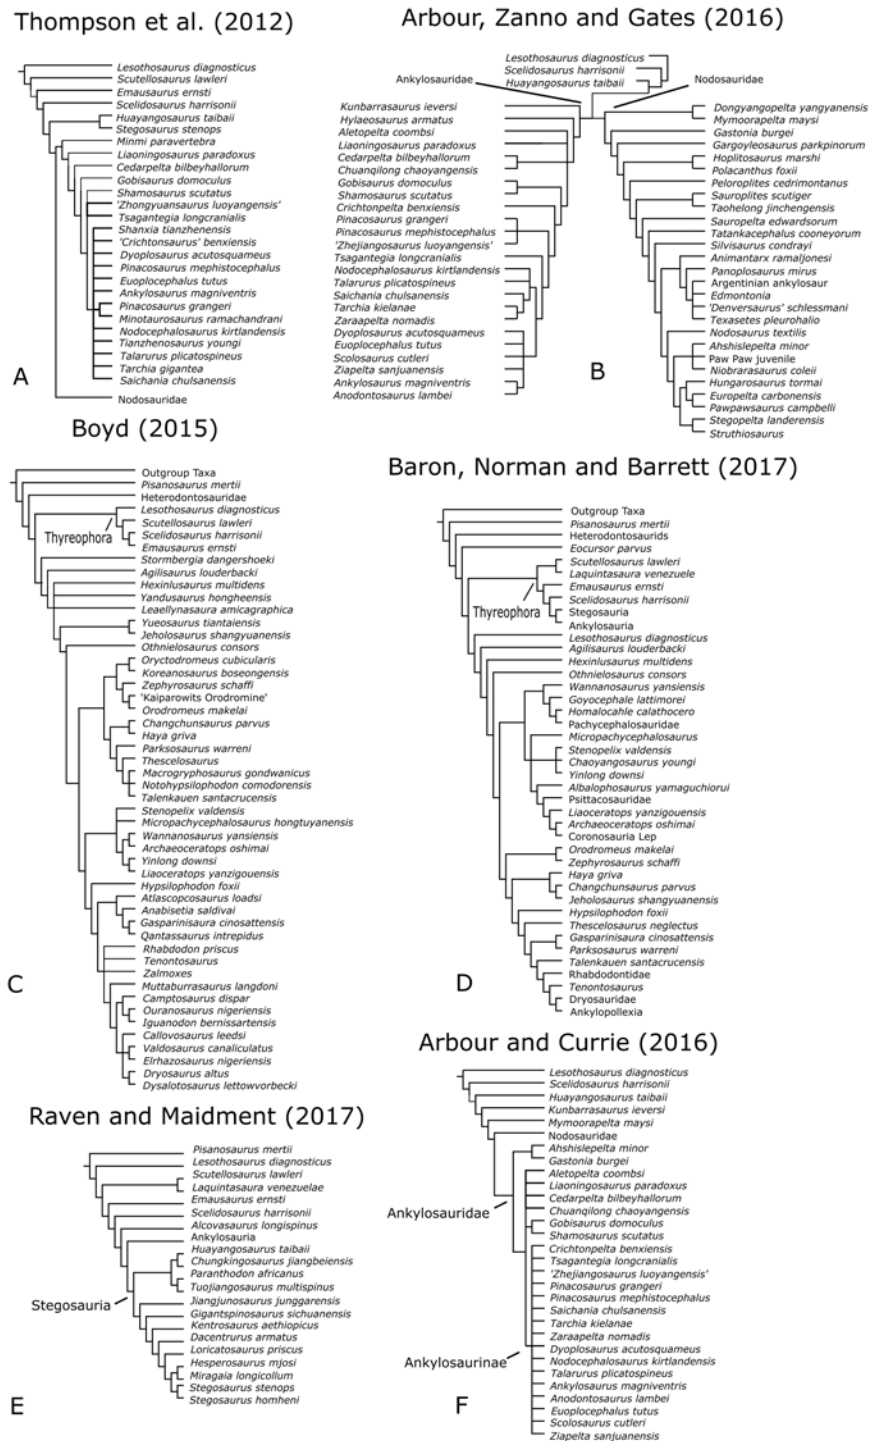 Thompson et al. (2012)
Lesothosaurus diagnosticus
Scutellosaurus lawleri
Emausaurus ernsti
Scelidosaurus harrisonii
Huayangosaurus taibaii
Stegosaurus stenops
Minmi paravertebra
Liaoningosaurus paradoxus
Cedarpelta bilbeyhallorum
Gobisaurus domoculus
Shamosaurus scutatus
'Zhongyuansaurus luoyangensis'
Tsagantegia longcranialis
Shanxia tianzhenensis
'Crichtonsaurus' benxiensis
Dyoplosaurus acutosquameus
Pinacosaurus mephistocephalus
Euoplocephalus tutus
Ankylosaurus magniventris
Pinacosaurus grangeri
Minotaurosaurus ramachandrani
Nodocephalosaurus kirtlandensis
Tianzhenosaurus youngi
Talarurus plicatospineus
Tarchia gigantea
Saichania chulsanensis
Nodosauridae
A
Arbour, Zanno and Gates (2016)
Lesothosaurus diagnosticus
Scelidosaurus harrisonii
Huayangosaurus taibaii
Ankylosauridae
Nodosauridae
Kunbarrasaurus ieversi
Hylaeosaurus armatus
Aletopelta coombsi
Liaoningosaurus paradoxus
Cedarpelta bilbeyhallorum
Chuanqilong chaoyangensis
Gobisaurus domoculus
Shamosaurus scutatus
Crichtonpelta benxiensis
Pinacosaurus grangeri
Pinacosaurus mephistocephalus
'Zhejiangosaurus luoyangensis'
Tsagantegia longcranialis
Nodocephalosaurus kirtlandensis
Talarurus plicatospineus
Saichania chulsanensis
Tarchia kielanae
Zaraapelta nomadis
Dyoplosaurus acutosquameus
Euoplocephalus tutus
Scolosaurus cutleri
Ziapelta sanjuanensis
Ankylosaurus magniventris
Anodontosaurus lambei
Dongyangopelta yangyanensis
Mymoorapelta maysi
Gastonia burgei
Gargoyleosaurus parkpinorum
Hoplitosaurus marshi
Polacanthus foxii
Peloroplites cedrimontanus
Sauroplites scutiger
Taohelong jinchengensis
Sauropelta edwardsorum
Tatankacephalus cooneyorum
Silvisaurus condrayi
Animantarx ramaljonesi
Panoplosaurus mirus
Argentinian ankylosaur
Edmontonia
'Denversaurus' schlessmani
Texasetes pleurohalio
Nodosaurus textilis
Ahshislepelta minor
Paw Paw juvenile
Niobrarasaurus coleii
Hungarosaurus tormai
Europelta carbonensis
Pawpawsaurus campbelli
Stegopelta landerensis
Struthiosaurus
B
Boyd (2015)
Outgroup Taxa
Pisanosaurus mertii
Heterodontosauridae
Lesothosaurus diagnosticus
Scutellosaurus lawleri
Scelidosaurus harrisonii
Emausaurus ernsti
Thyreophora
Stormbergia dangershoeki
Agilisaurus louderbacki
Hexinlusaurus multidens
Yandusaurus hongheensis
Leaellynasaura amicagraphica
Yueosaurus tiantaiensis
Jeholosaurus shangyuanensis
Othnielosaurus consors
Oryctodromeus cubicularis
Koreanosaurus boseongensis
Zephyrosaurus schaffi
'Kaiparowits Orodromine'
Orodromeus makelai
Changchunsaurus parvus
Haya griva
Parksosaurus warreni
Thescelosaurus
Macrogryphosaurus gondwanicus
Notohypsilophodon comodorensis
Talenkauen santacrucensis
Stenopelix valdensis
Micropachycephalosaurus hongtuyanensis
Wannanosaurus yansiensis
Archaeoceratops oshimai
Yinlong downsi
Liaoceratops yanzigouensis
Hypsilophodon foxii
Atlascopcosaurus loadsi
Anabisetia saldivai
Gasparinisaura cinosattensis
Qantassaurus intrepidus
Rhabdodon priscus
Tenontosaurus
Zalmoxes
Muttaburrasaurus langdoni
Camptosaurus dispar
Ouranosaurus nigeriensis
Iguanodon bernissartensis
Callovosaurus leedsi
Valdosaurus canaliculatus
Elrhazosaurus nigeriensis
Dryosaurus altus
Dysalotosaurus lettowvorbecki
C
Baron, Norman and Barrett (2017)
Outgroup Taxa
Pisanosaurus mertii
Heterodontosaurids
Eocursor parvus
Scutellosaurus lawleri
Laquintasaura venezuele
Emausaurus ernsti
Scelidosaurus harrisonii
Stegosauria
Ankylosauria
Thyreophora
Lesothosaurus diagnosticus
Agilisaurus louderbacki
Hexinlusaurus multidens
Othnielosaurus consors
Wannanosaurus yansiensis
Goyocephale lattimorei
Homalocahle calathocero
Pachycephalosauridae
Micropachycephalosaurus
Stenopelix valdensis
Chaoyangosaurus youngi
Yinlong downsi
Albalophosaurus yamaguchiorui
Psittacosauridae
Liaoceratops yanzigouensis
Archaeoceratops oshimai
Coronosauria Lep
Orodromeus makelai
Zephyrosaurus schaffi
Haya griva
Changchunsaurus parvus
Jeholosaurus shangyuanensis
Hypsilophodon foxii
Thescelosaurus neglectus
Gasparinisaura cinosattensis
Parksosaurus warreni
Talenkauen santacrucensis
Rhabdodontidae
Tenontosaurus
Dryosauridae
Ankylopollexia
D
Raven and Maidment (2017)
Pisanosaurus mertii
Lesothosaurus diagnosticus
Scutellosaurus lawleri
Laquintasaura venezuelae
Emausaurus ernsti
Scelidosaurus harrisonii
Alcovasaurus longispinus
Ankylosauria
Huayangosaurus taibaii
Chungkingosaurus jiangbeiensis
Paranthodon africanus
Tuojiangosaurus multispinus
Stegosauria
Jiangjunosaurus junggarensis
Gigantspinosaurus sichuanensis
Kentrosaurus aethiopicus
Dacentrurus armatus
Loricatosaurus priscus
Hesperosaurus mjosi
Miragaia longicollum
Stegosaurus stenops
Stegosaurus homheni
E
Arbour and Currie (2016)
Lesothosaurus diagnosticus
Scelidosaurus harrisonii
Huayangosaurus taibaii
Kunbarrasaurus ieversi
Mymoorapelta maysi
Nodosauridae
Ahshislepelta minor
Gastonia burgei
Aletopelta coombsi
Liaoningosaurus paradoxus
Cedarpelta bilbeyhallorum
Chuanqilong chaoyangensis
Ankylosauridae
Gobisaurus domoculus
Shamosaurus scutatus
Crichtonpelta benxiensis
Tsagantegia longcranialis
'Zhejiangosaurus luoyangensis'
Pinacosaurus grangeri
Pinacosaurus mephistocephalus
Saichania chulsanensis
Tarchia kielanae
Zaraapelta nomadis
Dyoplosaurus acutosquameus
Ankylosaurinae
Nodocephalosaurus kirtlandensis
Talarurus plicatospineus
Ankylosaurus magniventris
Anodontosaurus lambei
Euoplocephalus tutus
Scolosaurus cutleri
Ziapelta sanjuanensis
F